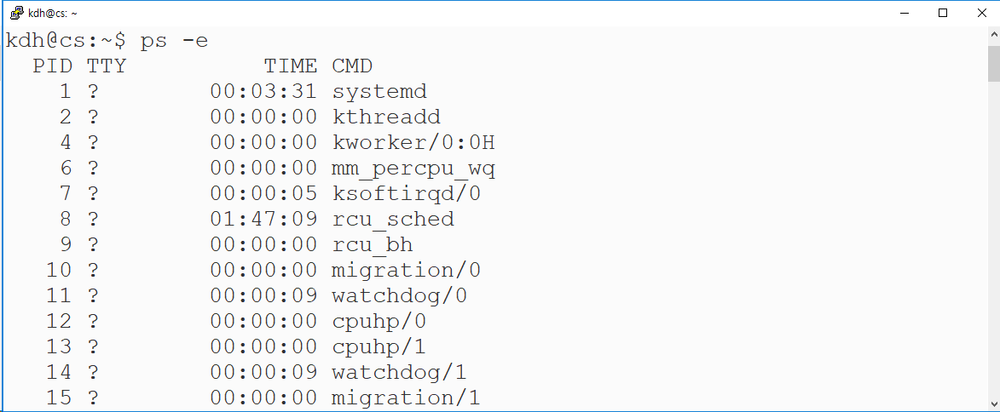 kdh@cs: ~
kdh@cs:~$ ps -e
  PID TTY          TIME CMD
    1 ?        00:03:31 systemd
    2 ?        00:00:00 kthreadd
    4 ?        00:00:00 kworker/0:0H
    6 ?        00:00:00 mm_percpu_wq
    7 ?        00:00:05 ksoftirqd/0
    8 ?        01:47:09 rcu_sched
    9 ?        00:00:00 rcu_bh
   10 ?        00:00:00 migration/0
   11 ?        00:00:09 watchdog/0
   12 ?        00:00:00 cpuhp/0
   13 ?        00:00:00 cpuhp/1
   14 ?        00:00:09 watchdog/1
   15 ?        00:00:00 migration/1